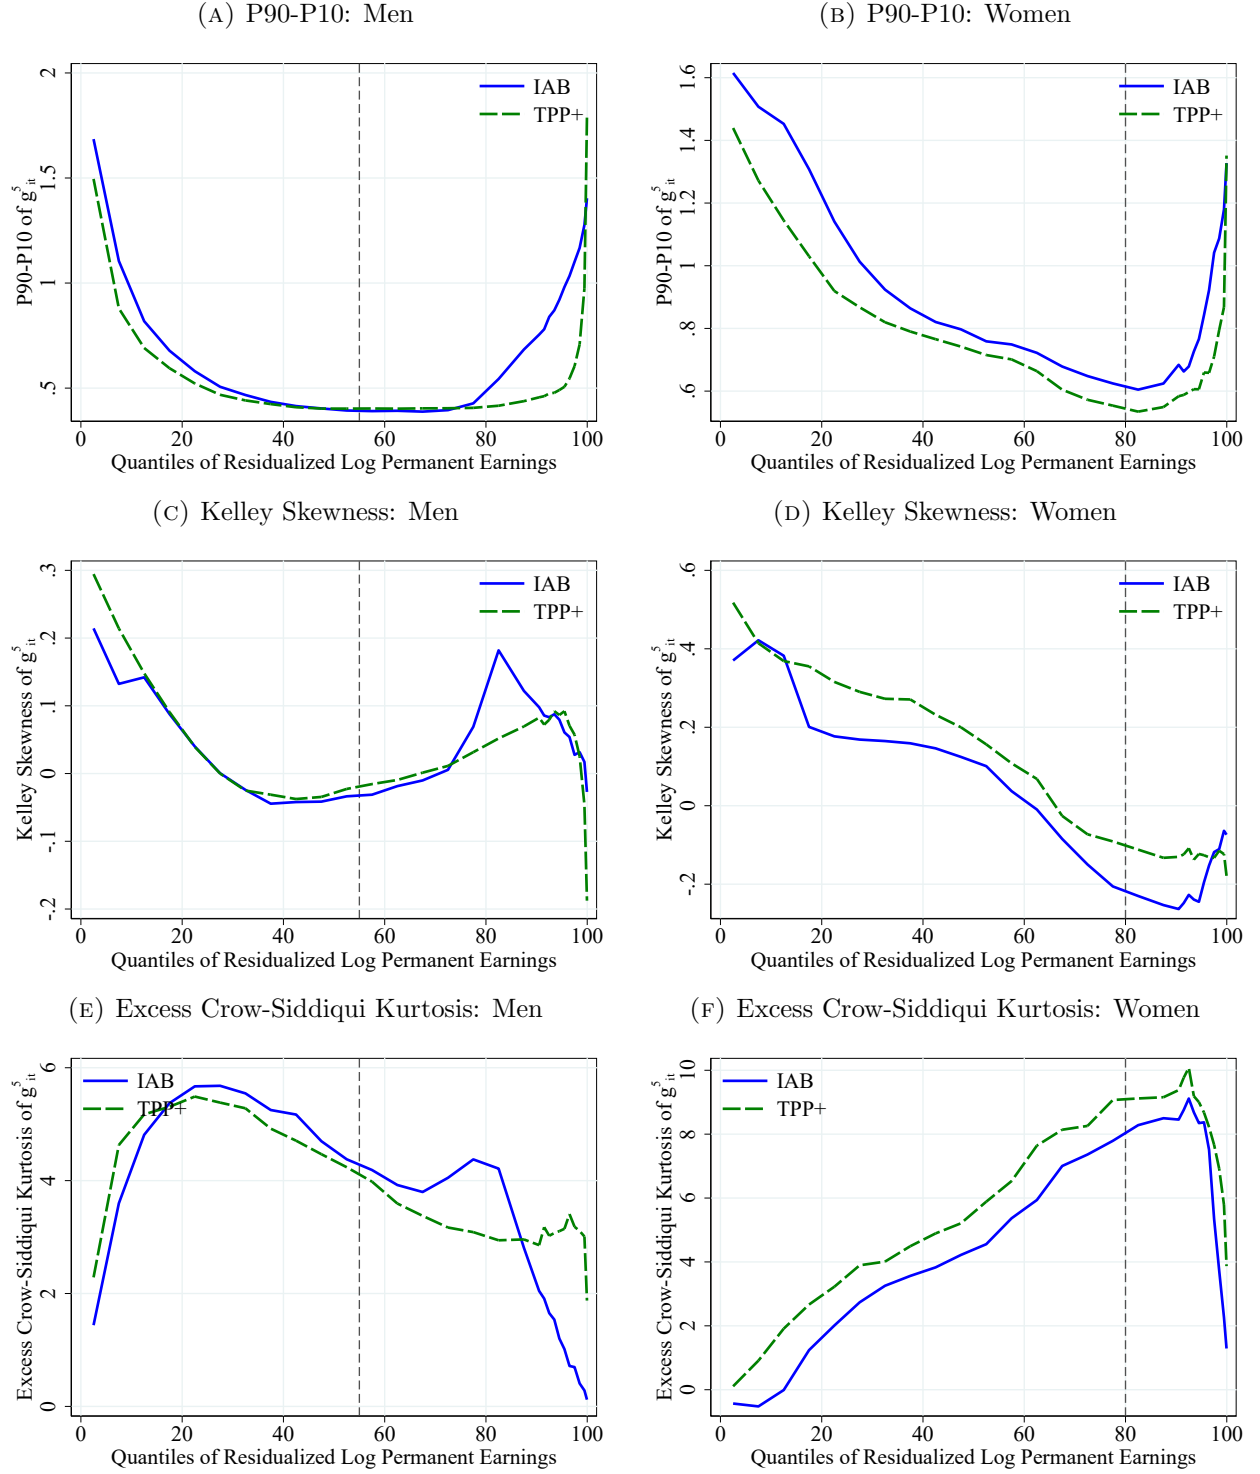 (A) P90-P10: Men
P90-P10 of g⁵ᵢₜ
2
1.5
1
.5
IAB
TPP+
0 20 40 60 80 100
Quantiles of Residualized Log Permanent Earnings
(B) P90-P10: Women
P90-P10 of g⁵ᵢₜ
1.6
1.4
1.2
1
.8
.6
IAB
TPP+
0 20 40 60 80 100
Quantiles of Residualized Log Permanent Earnings
(C) Kelley Skewness: Men
Kelley Skewness of g⁵ᵢₜ
.3
.2
.1
0
-.1
-.2
IAB
TPP+
0 20 40 60 80 100
Quantiles of Residualized Log Permanent Earnings
(D) Kelley Skewness: Women
Kelley Skewness of g⁵ᵢₜ
.6
.4
.2
0
-.2
IAB
TPP+
0 20 40 60 80 100
Quantiles of Residualized Log Permanent Earnings
(E) Excess Crow-Siddiqui Kurtosis: Men
Excess Crow-Siddiqui Kurtosis of g⁵ᵢₜ
6
4
2
0
IAB
TPP+
0 20 40 60 80 100
Quantiles of Residualized Log Permanent Earnings
(F) Excess Crow-Siddiqui Kurtosis: Women
Excess Crow-Siddiqui Kurtosis of g⁵ᵢₜ
10
8
6
4
2
0
IAB
TPP+
0 20 40 60 80 100
Quantiles of Residualized Log Permanent Earnings